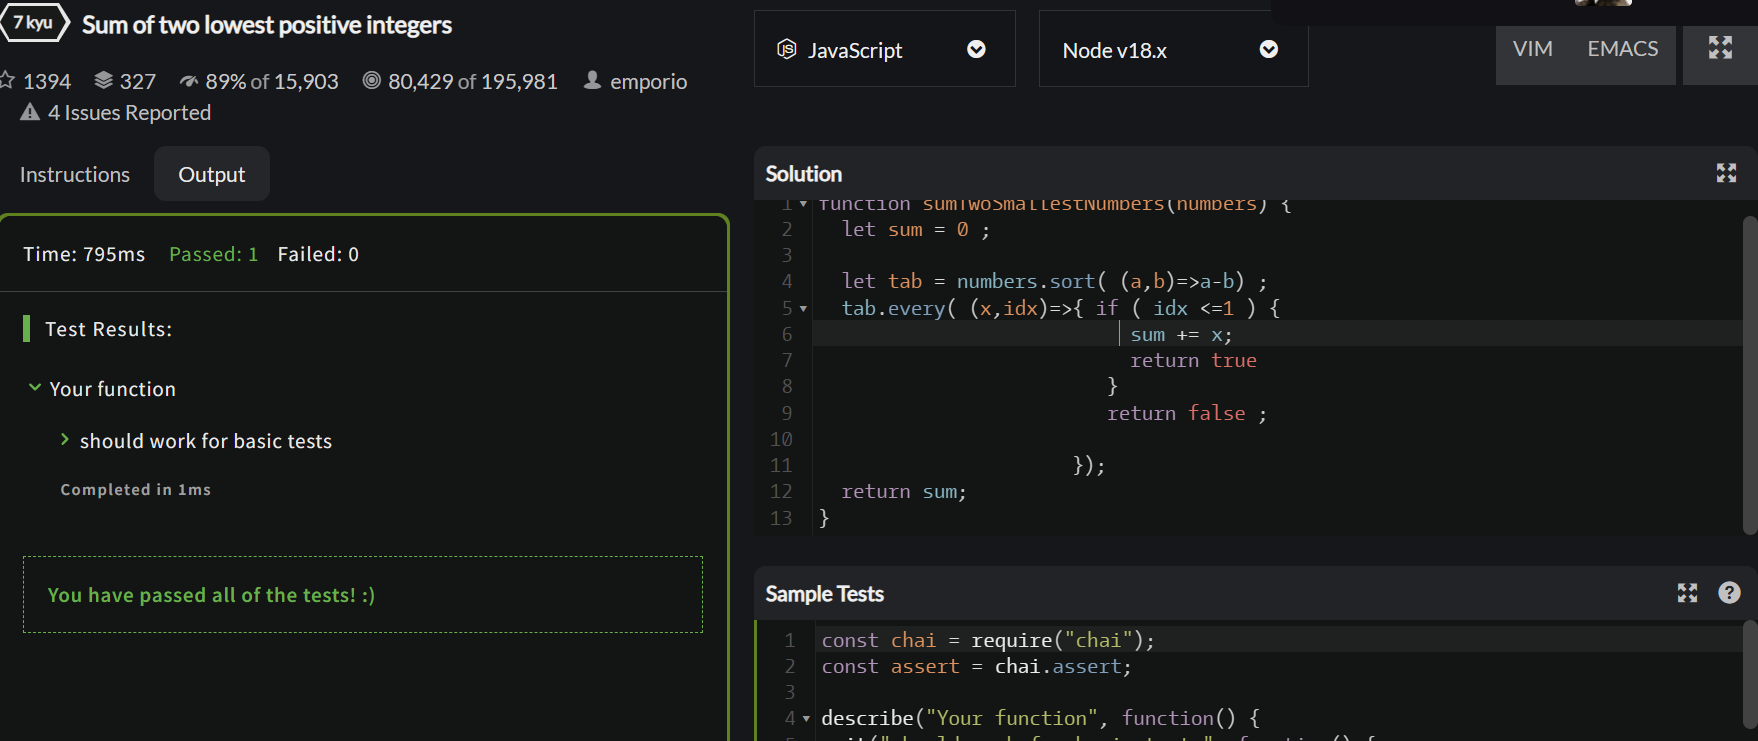 7 kyu Sum of two lowest positive integers
1394 327 89% of 15,903 80,429 of 195,981 emporio
4 Issues Reported
Instructions Output
Time: 795ms Passed: 1 Failed: 0
Test Results:
Your function
should work for basic tests
Completed in 1ms
You have passed all of the tests! :)
JavaScript Node v18.x VIM EMACS
Solution
1 function sumTwoSmallestNumbers(numbers) {
2 let sum = 0 ;
3
4 let tab = numbers.sort( (a,b)=>a-b) ;
5 tab.every( (x,idx)=>{ if ( idx <=1 ) {
6 sum += x;
7 return true
8 }
9 return false ;
10
11 });
12 return sum;
13 }
Sample Tests
1 const chai = require("chai");
2 const assert = chai.assert;
3
4 describe("Your function", function() {